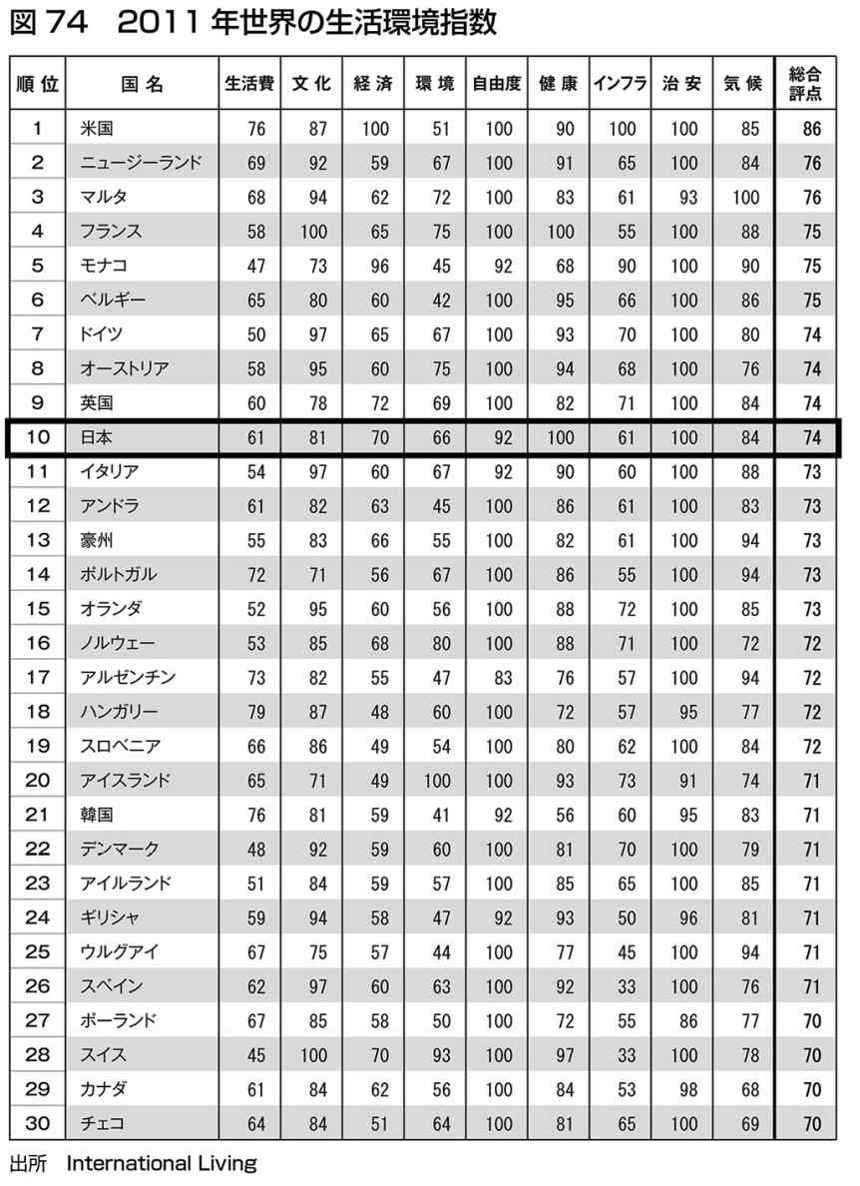 図74 2011年世界の生活環境指数
順位 国名 生活費 文化 経済 環境 自由度 健康 インフラ 治安 気候 総合評点
1 米国 76 87 100 51 100 90 100 100 85 86
2 ニュージーランド 69 92 59 67 100 91 65 100 84 76
3 マルタ 68 94 62 72 100 83 61 93 100 76
4 フランス 58 100 65 75 100 100 55 100 88 75
5 モナコ 47 73 96 45 92 68 90 100 90 75
6 ベルギー 65 80 60 42 100 95 66 100 86 75
7 ドイツ 50 97 65 67 100 93 70 100 80 74
8 オーストリア 58 95 60 75 100 94 68 100 76 74
9 英国 60 78 72 69 100 82 71 100 84 74
10 日本 61 81 70 66 92 100 61 100 84 74
11 イタリア 54 97 60 67 92 90 60 100 88 73
12 アンドラ 61 82 63 45 100 86 61 100 83 73
13 豪州 55 83 66 55 100 82 61 100 94 73
14 ポルトガル 72 71 56 67 100 86 55 100 94 73
15 オランダ 52 95 60 56 100 88 72 100 85 73
16 ノルウェー 53 85 68 80 100 88 71 100 72 72
17 アルゼンチン 73 82 55 47 83 76 57 100 94 72
18 ハンガリー 79 87 48 60 100 72 57 95 77 72
19 スロベニア 66 86 49 54 100 80 62 100 84 72
20 アイスランド 65 71 49 100 100 93 73 91 74 71
21 韓国 76 81 59 41 92 56 60 95 83 71
22 デンマーク 48 92 59 60 100 81 70 100 79 71
23 アイルランド 51 84 59 57 100 85 65 100 85 71
24 ギリシャ 59 94 58 47 92 93 50 96 81 71
25 ウルグアイ 67 75 57 44 100 77 45 100 94 71
26 スペイン 62 97 60 63 100 92 33 100 76 71
27 ポーランド 67 85 58 50 100 72 55 86 77 70
28 スイス 45 100 70 93 100 97 33 100 78 70
29 カナダ 61 84 62 56 100 84 53 98 68 70
30 チェコ 64 84 51 64 100 81 65 100 69 70
出所 International Living